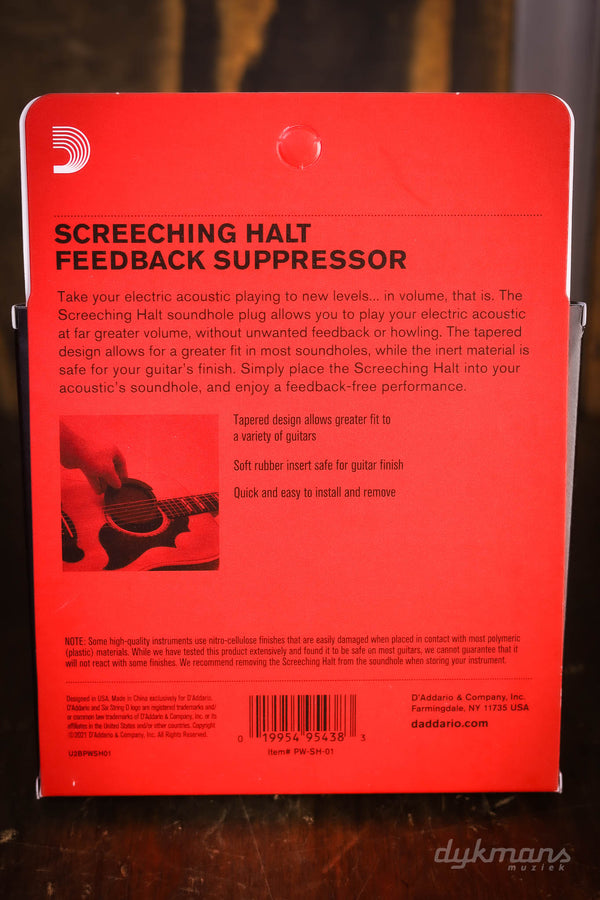 SCREECHING HALT
FEEDBACK SUPPRESSOR
Take your electric acoustic playing to new levels... in volume, that is. The
Screeching Halt soundhole plug allows you to play your electric acoustic
at far greater volume, without unwanted feedback or howling. The tapered
design allows for a greater fit in most soundholes, while the inert material is
safe for your guitar's finish. Simply place the Screeching Halt into your
acoustic's soundhole, and enjoy a feedback-free performance.
Tapered design allows greater fit to
a variety of guitars
Soft rubber insert safe for guitar finish
Quick and easy to install and remove
NOTE: Some high-quality instruments use nitro-cellulose finishes that are easily damaged when placed in contact with most polymeric
(plastic) materials. While we have tested this product extensively and found it to be safe on most guitars, we cannot guarantee that it
will not react with some finishes. We recommend removing the Screeching Halt from the soundhole when storing your instrument.
Designed in USA. Made in China exclusively for D'Addario.
D'Addario and Six String D logo are registered trademarks and/
or common law trademarks of D'Addario & Company, Inc. or its
affiliates in the United States and/or other countries. Copyright
©2021 D'Addario & Company, Inc. All rights reserved.
U3BPWSH01
0 19954 95438 3
Item# PW-SH-01
D'Addario & Company, Inc.
Farmingdale, NY 11735 USA
daddario.com
dykmans
muziek